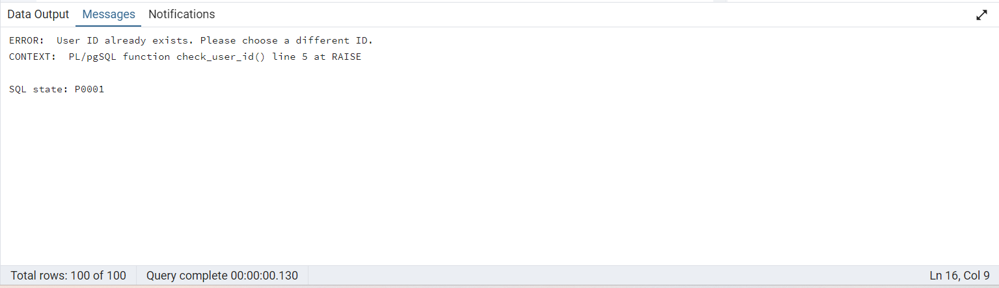 Data Output Messages Notifications
ERROR:  User ID already exists. Please choose a different ID.
CONTEXT:  PL/pgSQL function check_user_id() line 5 at RAISE
SQL state: P0001
Total rows: 100 of 100 Query complete 00:00:00.130 Ln 16, Col 9